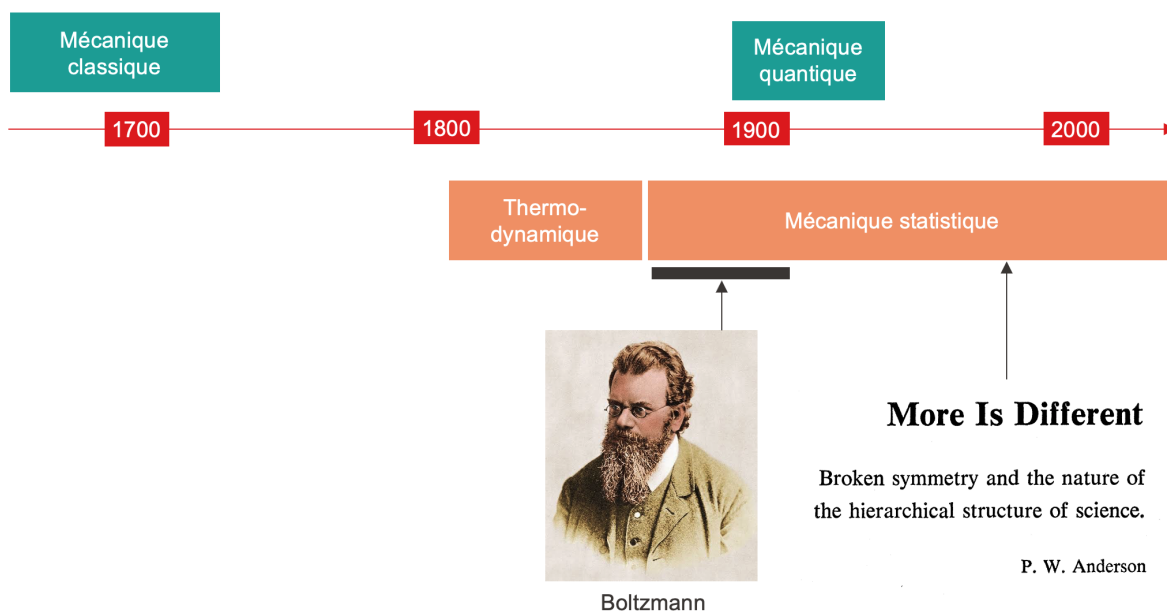 Mécanique
classique
Mécanique
quantique
1700
1800
1900
2000
Thermo-
dynamique
Mécanique statistique
Boltzmann
More Is Different
Broken symmetry and the nature of
the hierarchical structure of science.
P. W. Anderson